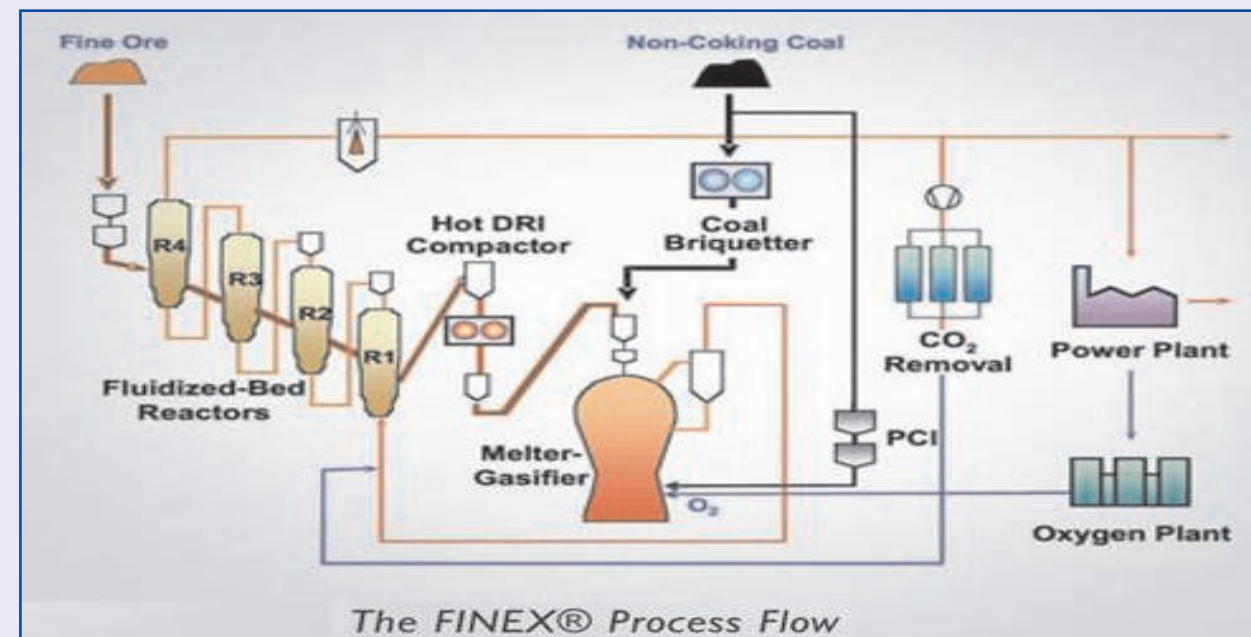 Fine Ore
Non-Coking Coal
R4
R3
R2
R1
Hot DRI
Compactor
Coal
Briquetter
Fluidized-Bed
Reactors
CO₂
Removal
Power Plant
Melter-
Gasifier
PCI
O₂
Oxygen Plant
The FINEX® Process Flow